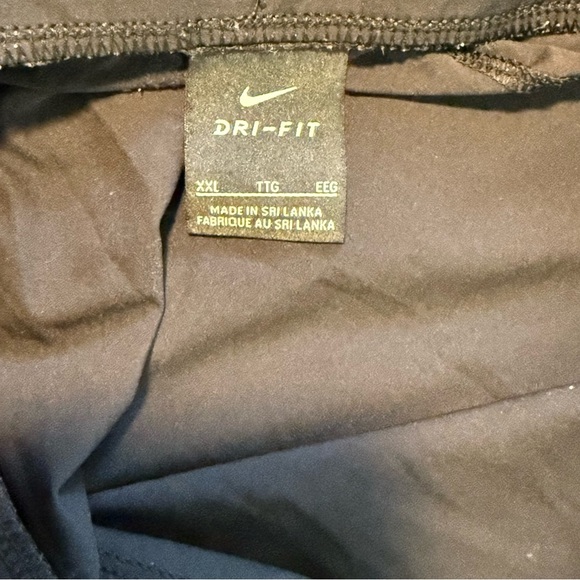 DRI-FIT
XXL TTG EEG
MADE IN SRI LANKA
FABRIQUE AU SRI LANKA